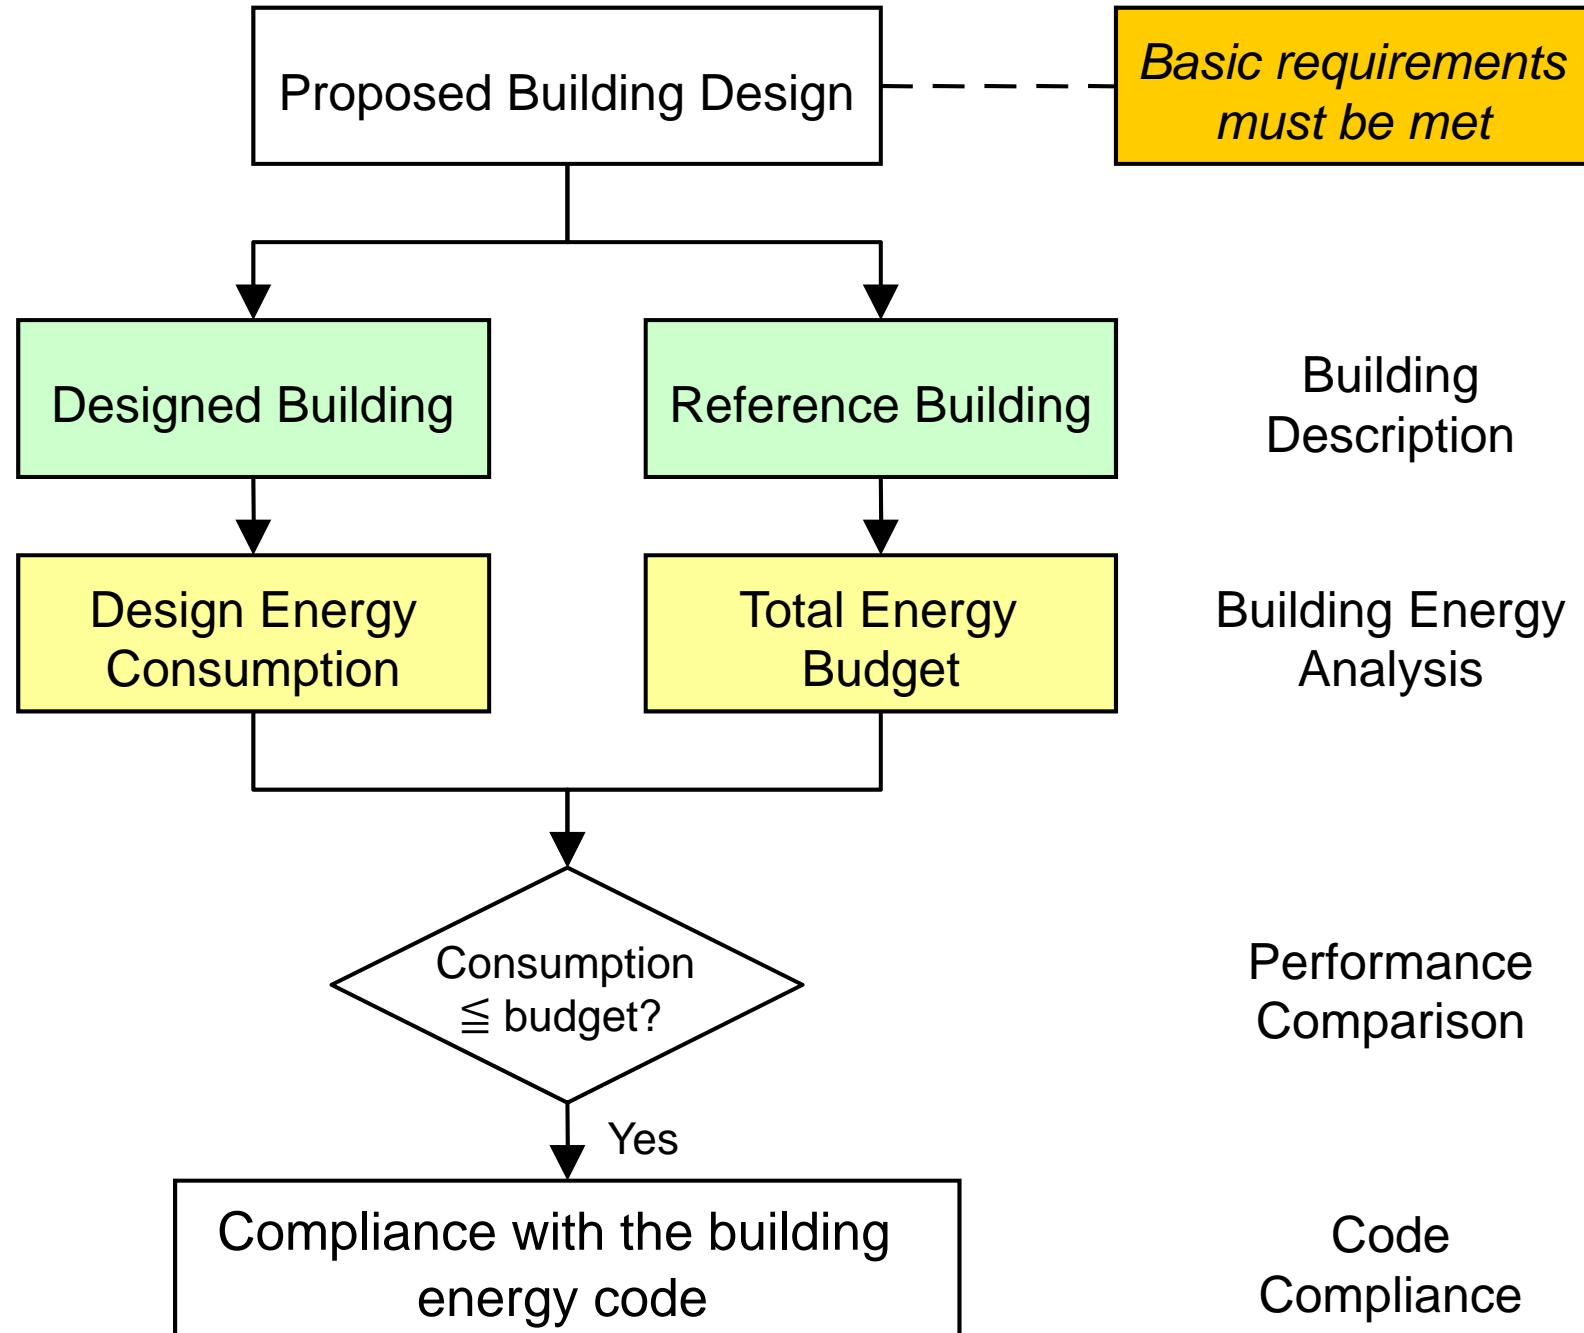 Proposed Building Design
Basic requirements
must be met
Designed Building
Reference Building
Building
Description
Design Energy
Consumption
Total Energy
Budget
Building Energy
Analysis
Consumption
≦ budget?
Performance
Comparison
Yes
Compliance with the building
energy code
Code
Compliance